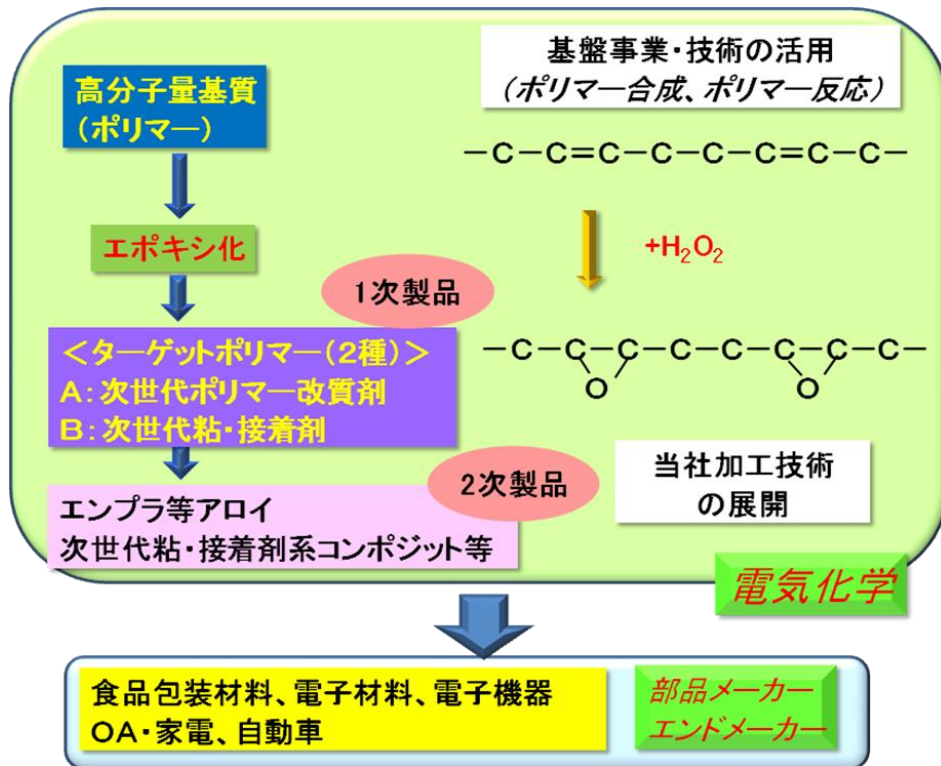 基盤事業・技術の活用
(ポリマー合成、ポリマー反応)
高分子量基質
(ポリマー)
－C－C=C－C－C－C=C－C－
エポキシ化
+H₂O₂
1次製品
＜ターゲットポリマー(2種)＞
A:次世代ポリマー改質剤
B:次世代粘・接着剤
－C－C－C－C－C－C－C－C－
O O
2次製品
当社加工技術
の展開
エンプラ等アロイ
次世代粘・接着剤系コンポジット等
電気化学
食品包装材料、電子材料、電子機器
OA・家電、自動車
部品メーカー
エンドメーカー